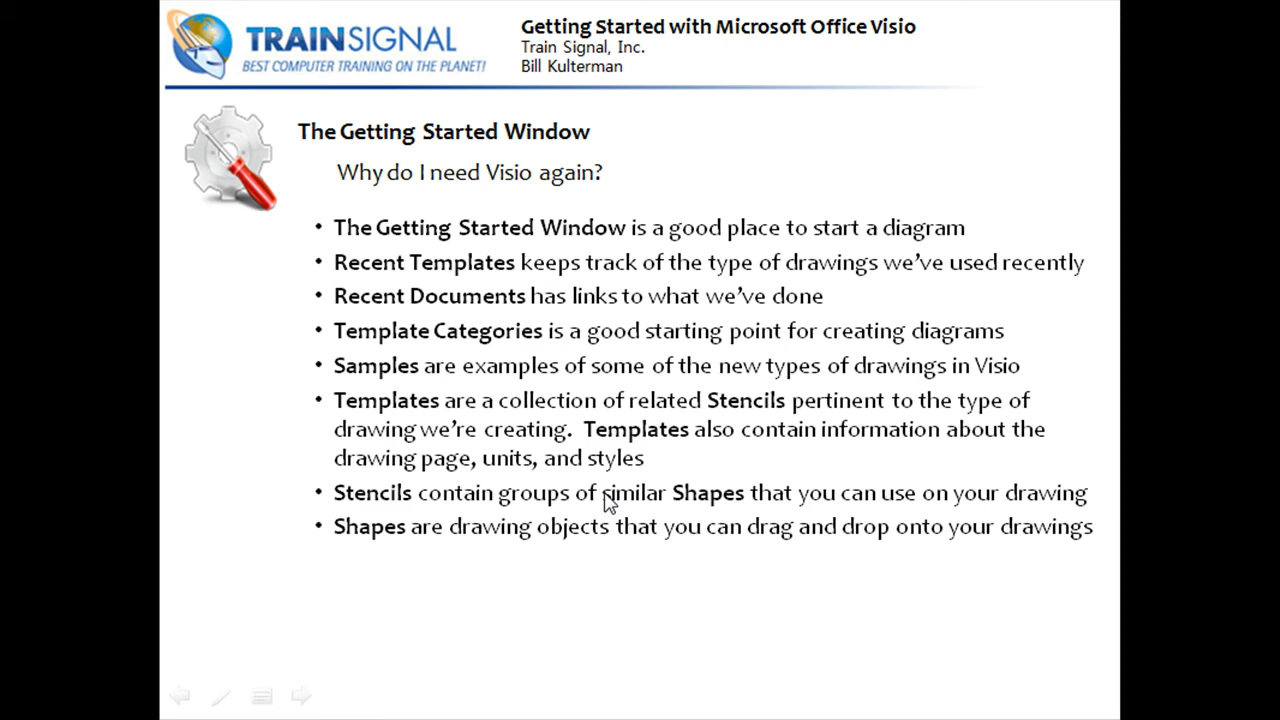 TRAINSIGNAL
BEST COMPUTER TRAINING ON THE PLANET!
Getting Started with Microsoft Office Visio
Train Signal, Inc.
Bill Kulterman
The Getting Started Window
Why do I need Visio again?
• The Getting Started Window is a good place to start a diagram
• Recent Templates keeps track of the type of drawings we've used recently
• Recent Documents has links to what we've done
• Template Categories is a good starting point for creating diagrams
• Samples are examples of some of the new types of drawings in Visio
• Templates are a collection of related Stencils pertinent to the type of
drawing we're creating. Templates also contain information about the
drawing page, units, and styles
• Stencils contain groups of similar Shapes that you can use on your drawing
• Shapes are drawing objects that you can drag and drop onto your drawings